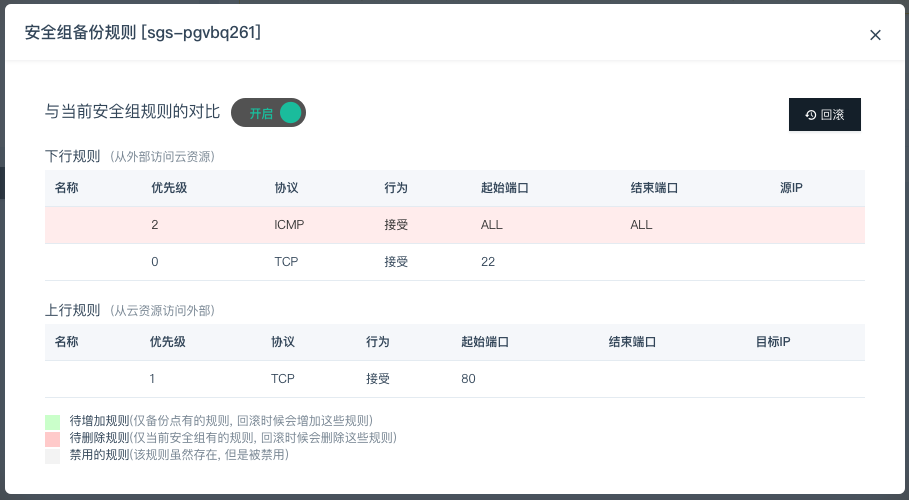 安全组备份规则 [sgs-pgvbq261]
与当前安全组规则的对比 开启 回滚
下行规则 (从外部访问云资源)
名称 优先级 协议 行为 起始端口 结束端口 源IP
2 ICMP 接受 ALL ALL
0 TCP 接受 22
上行规则 (从云资源访问外部)
名称 优先级 协议 行为 起始端口 结束端口 目标IP
1 TCP 接受 80
待增加规则(仅备份点有的规则, 回滚时候会增加这些规则)
待删除规则(仅当前安全组有的规则, 回滚时候会删除这些规则)
禁用的规则(该规则虽然存在, 但是被禁用)